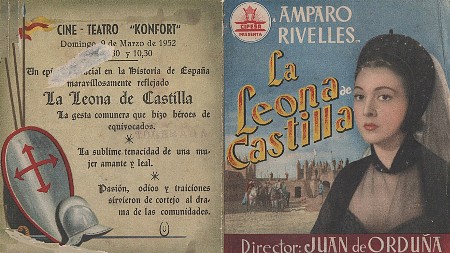 CINE - TEATRO "KONFORT"
Domingo, 9 de Marzo de 1952
30 y 10,30
Un ep cial en la Historia de España
maravillosamente reflejado
La Leona de Castilla
La gesta comunera que hizo héroes de
equivocados.
La sublime tenacidad de una mu-
jer amante y leal.
Pasión, odios y traiciones
sirvieron de cortejo al dra-
ma de las comunidades.
CIFESA
PRESENTA
AMPARO
RIVELLES..
La
Leona de
Castilla
Director: JUAN de ORDUÑA